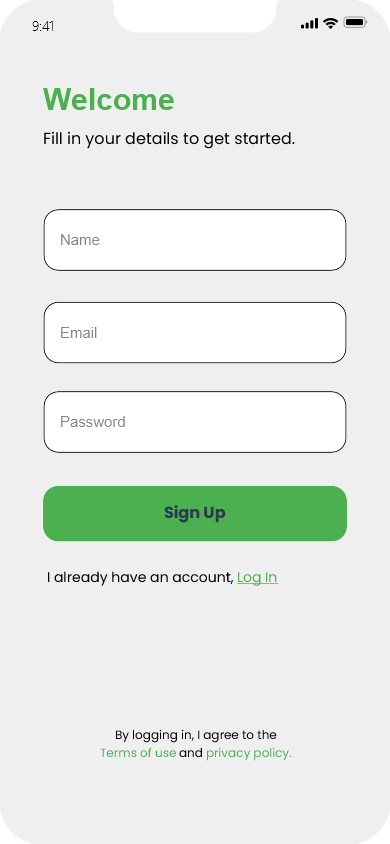 9:41
Welcome
Fill in your details to get started.
Name
Email
Password
Sign Up
I already have an account, Log In
By logging in, I agree to the
Terms of use and privacy policy.